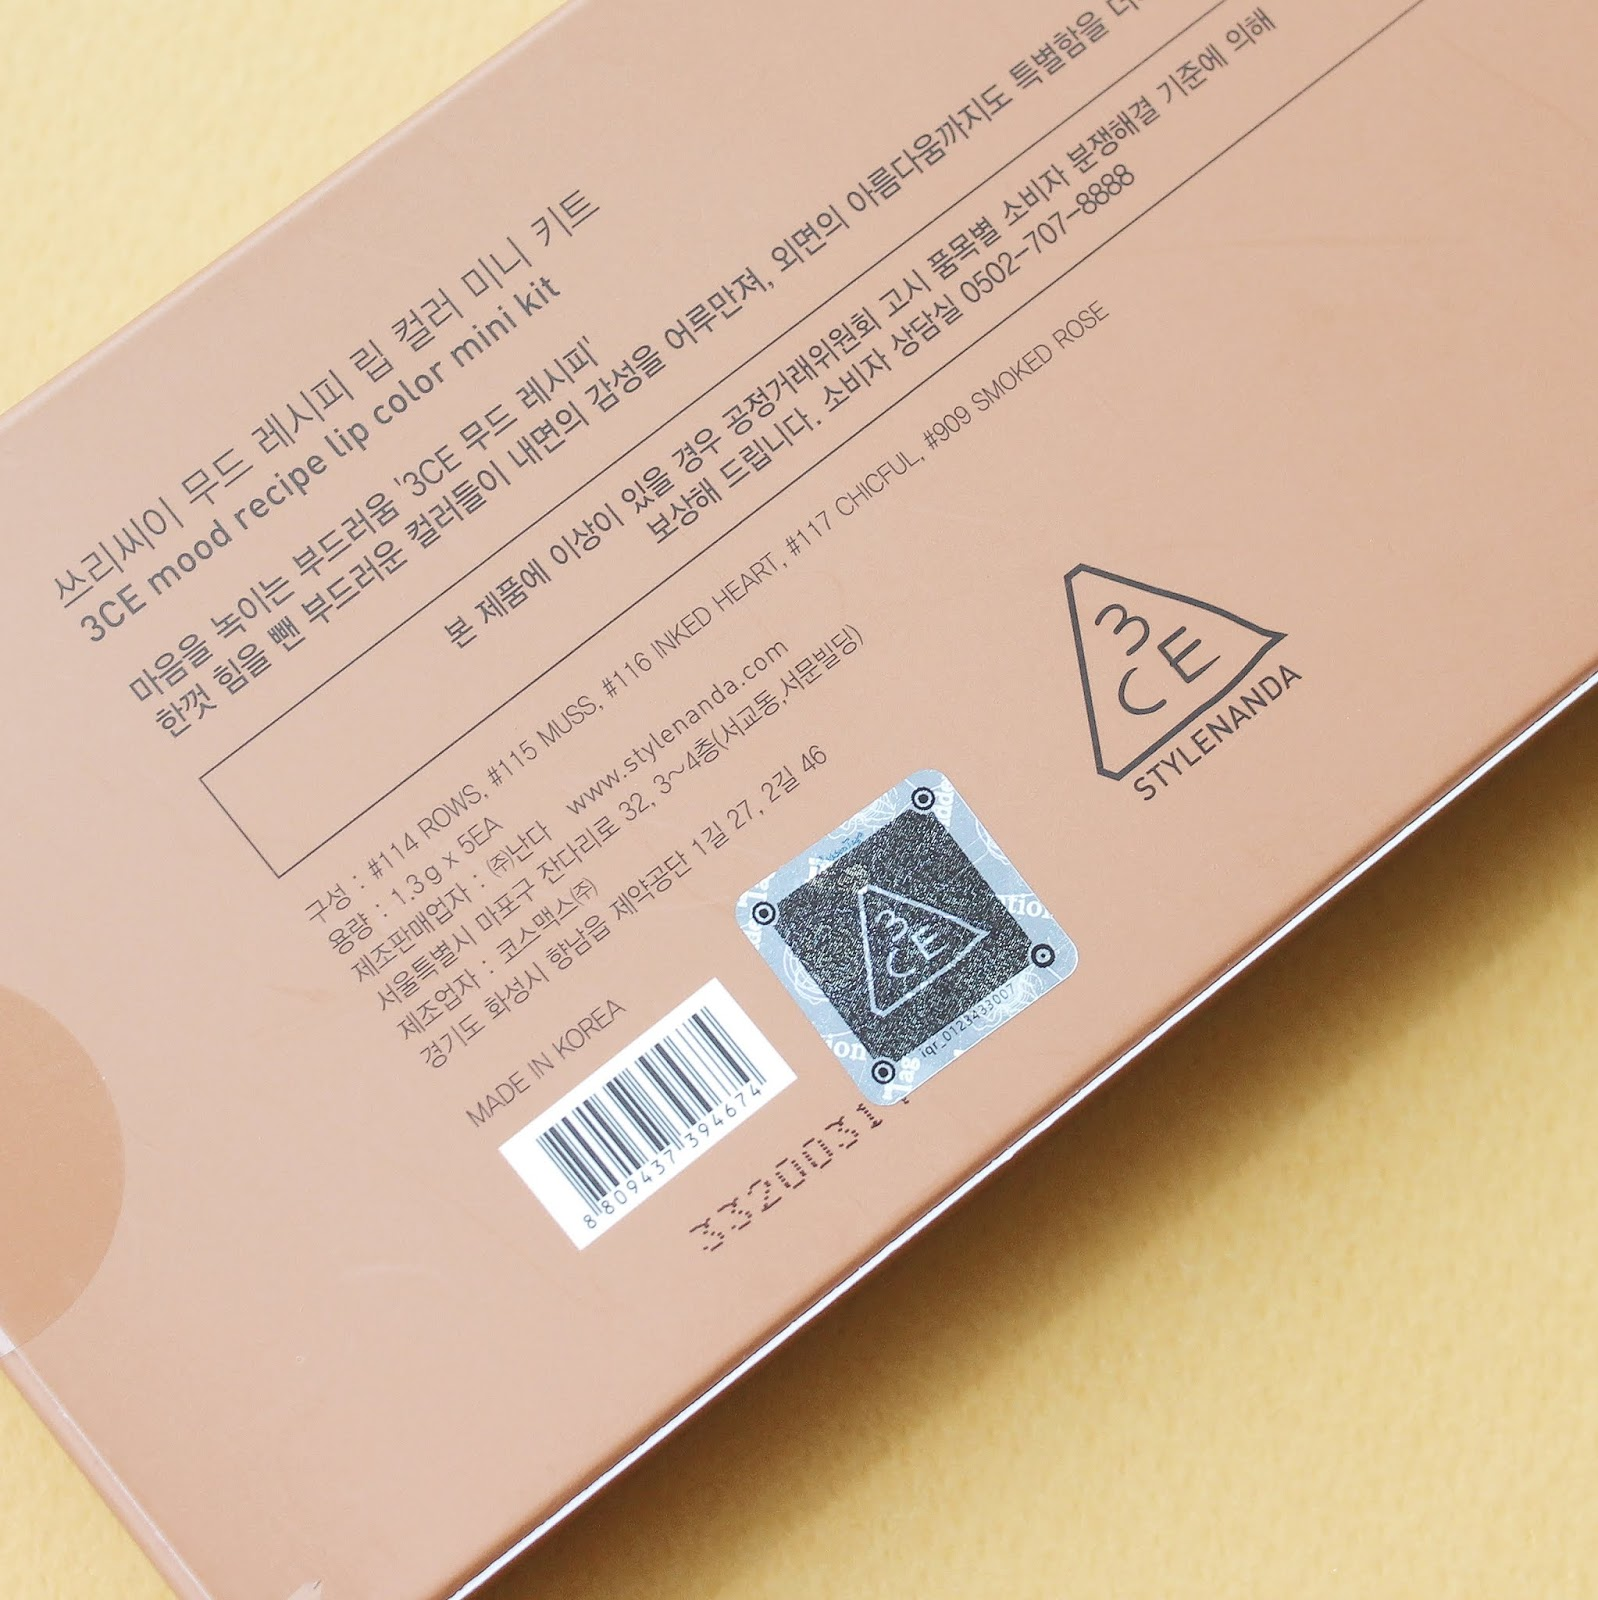 쓰리씨이 무드 레시피 립 컬러 미니 키트
3CE mood recipe lip color mini kit
마음을 녹이는 부드러움 '3CE 무드 레시피'
한껏 힘을 뺀 부드러운 컬러들이 내면의 감성을 어루만져, 외면의 아름다움까지도 특별함을
본 제품에 이상이 있을 경우 공정거래위원회 고시 품목별 소비자 분쟁해결 기준에 의해
보상해 드립니다. 소비자 상담실 0502-707-8888
구성 : #114 ROWS, #115 MUSS, #116 INKED HEART, #117 CHICFUL, #909 SMOKED ROSE
용량 : 1.3g x 5EA
제조판매업자 : ㈜난다 www.stylenanda.com
서울특별시 마포구 잔다리로 32, 3~4층(서교동,서문빌딩)
제조업자 : 코스맥스㈜
경기도 화성시 향남읍 제약공단 1길 27, 2길 46
MADE IN KOREA
8 809437 394674
3320031
3CE
iqr_0123433007
3CE
STYLENANDA